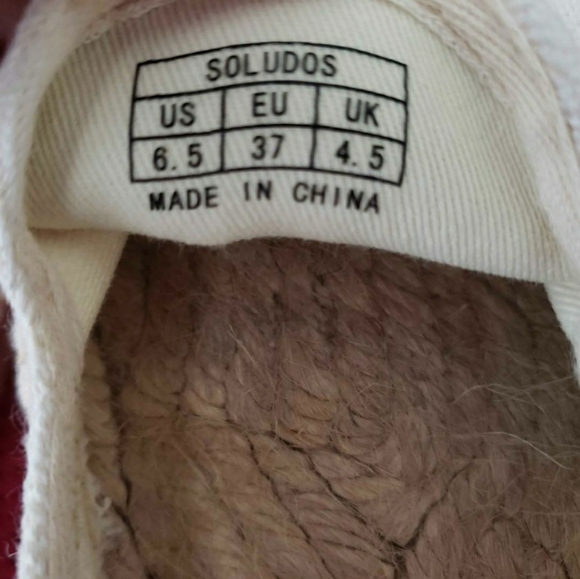 SOLUDOS
US EU UK
6.5 37 4.5
MADE IN CHINA